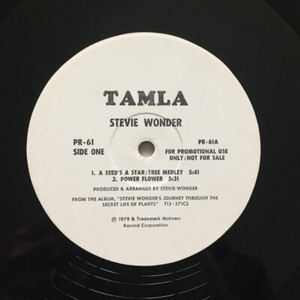 TAMLA
STEVIE WONDER
PR-61
SIDE ONE
PR-61A
FOR PROMOTIONAL USE
ONLY: NOT FOR SALE
1. A SEED'S A STAR:TREE MEDLEY 5:41
2. POWER FLOWER 5:31
PRODUCED & ARRANGED BY STEVIE WONDER
FROM THE ALBUM, "STEVIE WONDER'S JOURNEY THROUGH THE
SECRET LIFE OF PLANTS" T13-371C2
© 1979 & Trademark Motown
Record Corporation